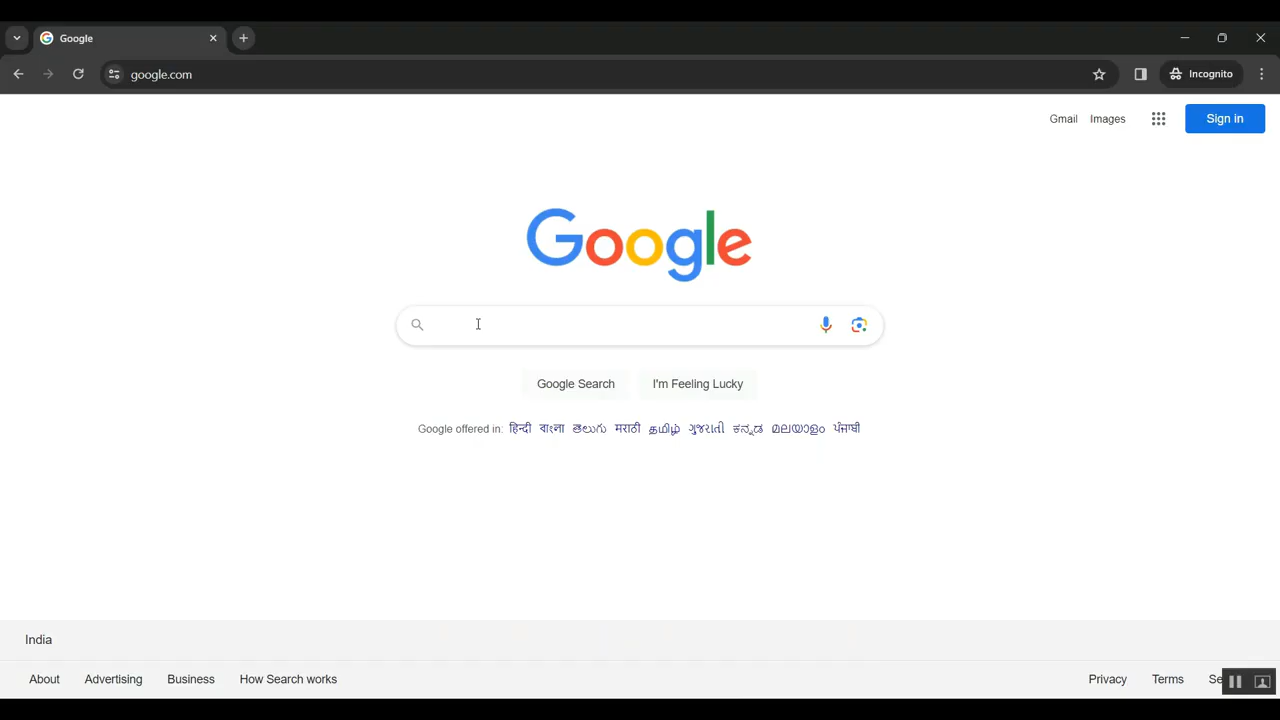 Google
google.com
Incognito
Gmail Images
Sign in
Google
Google Search I'm Feeling Lucky
Google offered in: हिन्दी বাংলা తెలుగు मराठी தமிழ் ગુજરાતી ಕನ್ನಡ മലയാളം ਪੰਜਾਬੀ
India
About Advertising Business How Search works Privacy Terms Se